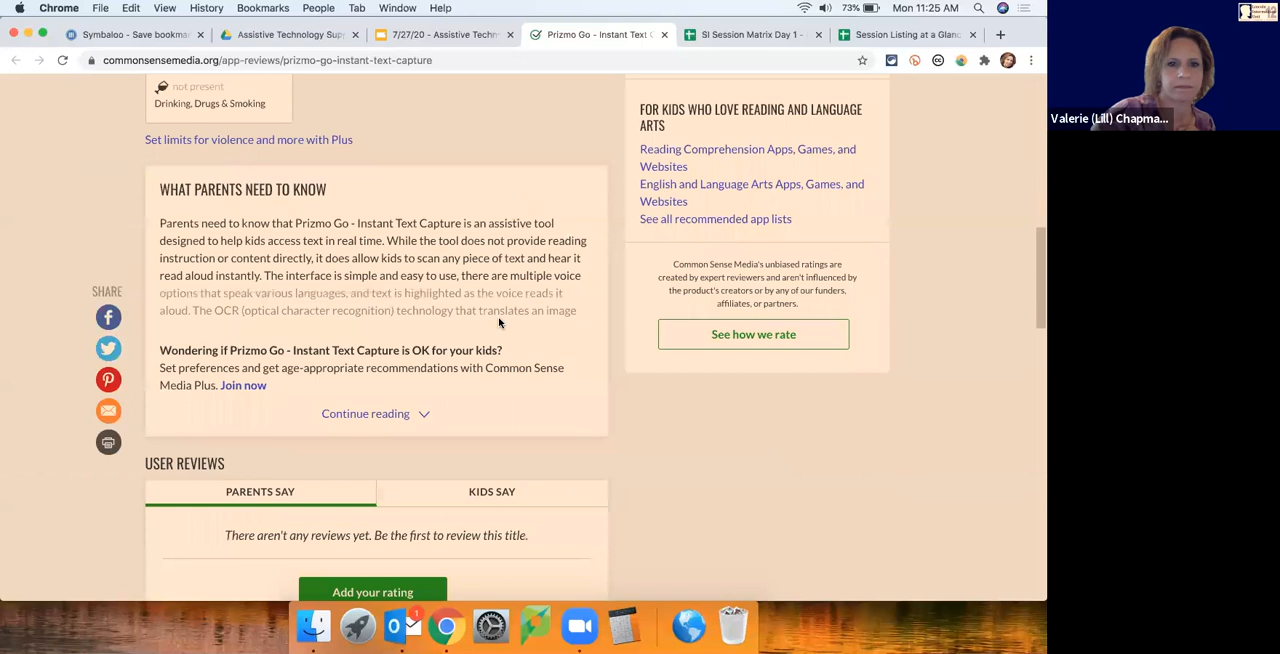 Chrome File Edit View History Bookmarks People Tab Window Help 73% Mon 11:25 AM
Symbaloo - Save bookma
Assistive Technology Sup
7/27/20 - Assistive Techn
Prizmo Go - Instant Text C
SI Session Matrix Day 1 -
Session Listing at a Glanc
commonsensemedia.org/app-reviews/prizmo-go-instant-text-capture
Valerie (Lill) Chapma...
not present
Drinking, Drugs & Smoking
Set limits for violence and more with Plus
WHAT PARENTS NEED TO KNOW
Parents need to know that Prizmo Go - Instant Text Capture is an assistive tool
designed to help kids access text in real time. While the tool does not provide reading
instruction or content directly, it does allow kids to scan any piece of text and hear it
read aloud instantly. The interface is simple and easy to use, there are multiple voice
options that speak various languages, and text is highlighted as the voice reads it
aloud. The OCR (optical character recognition) technology that translates an image
Wondering if Prizmo Go - Instant Text Capture is OK for your kids?
Set preferences and get age-appropriate recommendations with Common Sense
Media Plus. Join now
Continue reading
SHARE
USER REVIEWS
PARENTS SAY
KIDS SAY
There aren't any reviews yet. Be the first to review this title.
Add your rating
FOR KIDS WHO LOVE READING AND LANGUAGE
ARTS
Reading Comprehension Apps, Games, and
Websites
English and Language Arts Apps, Games, and
Websites
See all recommended app lists
Common Sense Media's unbiased ratings are
created by expert reviewers and aren't influenced by
the product's creators or by any of our funders,
affiliates, or partners.
See how we rate
1